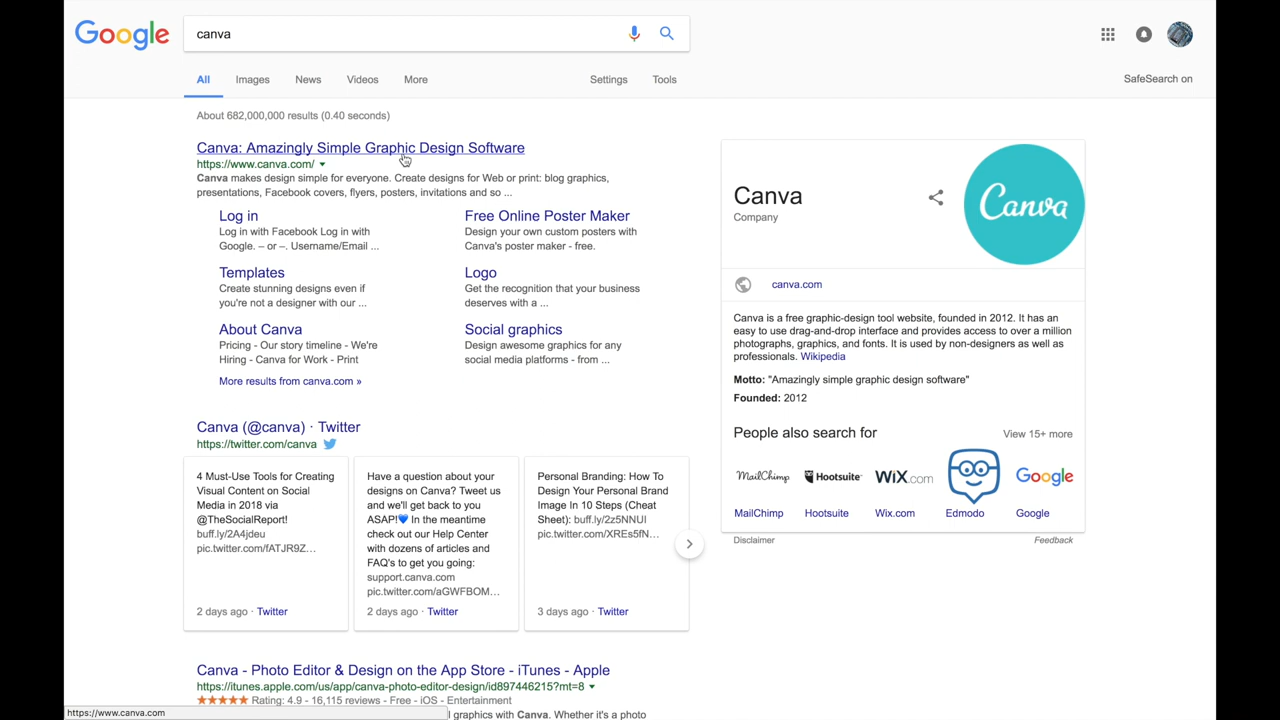 Google
canva
All Images News Videos More Settings Tools
SafeSearch on
About 682,000,000 results (0.40 seconds)
Canva: Amazingly Simple Graphic Design Software
https://www.canva.com/
Canva makes design simple for everyone. Create designs for Web or print: blog graphics,
presentations, Facebook covers, flyers, posters, invitations and so ...
Log in
Log in with Facebook Log in with
Google. – or –. Username/Email ...
Free Online Poster Maker
Design your own custom posters with
Canva's poster maker - free.
Templates
Create stunning designs even if
you're not a designer with our ...
Logo
Get the recognition that your business
deserves with a ...
About Canva
Pricing - Our story timeline - We're
Hiring - Canva for Work - Print
Social graphics
Design awesome graphics for any
social media platforms - from ...
More results from canva.com »
Canva (@canva) · Twitter
https://twitter.com/canva
4 Must-Use Tools for Creating
Visual Content on Social
Media in 2018 via
@TheSocialReport!
buff.ly/2A4jdeu
pic.twitter.com/fATJR9Z...
2 days ago · Twitter
Have a question about your
designs on Canva? Tweet us
and we'll get back to you
ASAP!💙 In the meantime
check out our Help Center
with dozens of articles and
FAQ's to get you going:
support.canva.com
pic.twitter.com/aGWFBOM...
2 days ago · Twitter
Personal Branding: How To
Design Your Personal Brand
Image In 10 Steps (Cheat
Sheet): buff.ly/2z5NNUI
pic.twitter.com/XREs5fN...
3 days ago · Twitter
Canva - Photo Editor & Design on the App Store - iTunes - Apple
https://itunes.apple.com/us/app/canva-photo-editor-design/id897446215?mt=8
★★★★★ Rating: 4.9 - 16,115 reviews - Free - iOS - Entertainment
graphics with Canva. Whether it's a photo
https://www.canva.com
Canva
Company
Canva
canva.com
Canva is a free graphic-design tool website, founded in 2012. It has an
easy to use drag-and-drop interface and provides access to over a million
photographs, graphics, and fonts. It is used by non-designers as well as
professionals. Wikipedia
Motto: "Amazingly simple graphic design software"
Founded: 2012
People also search for
View 15+ more
MailChimp Hootsuite WiX.com Google
MailChimp Hootsuite Wix.com Edmodo Google
Disclaimer
Feedback